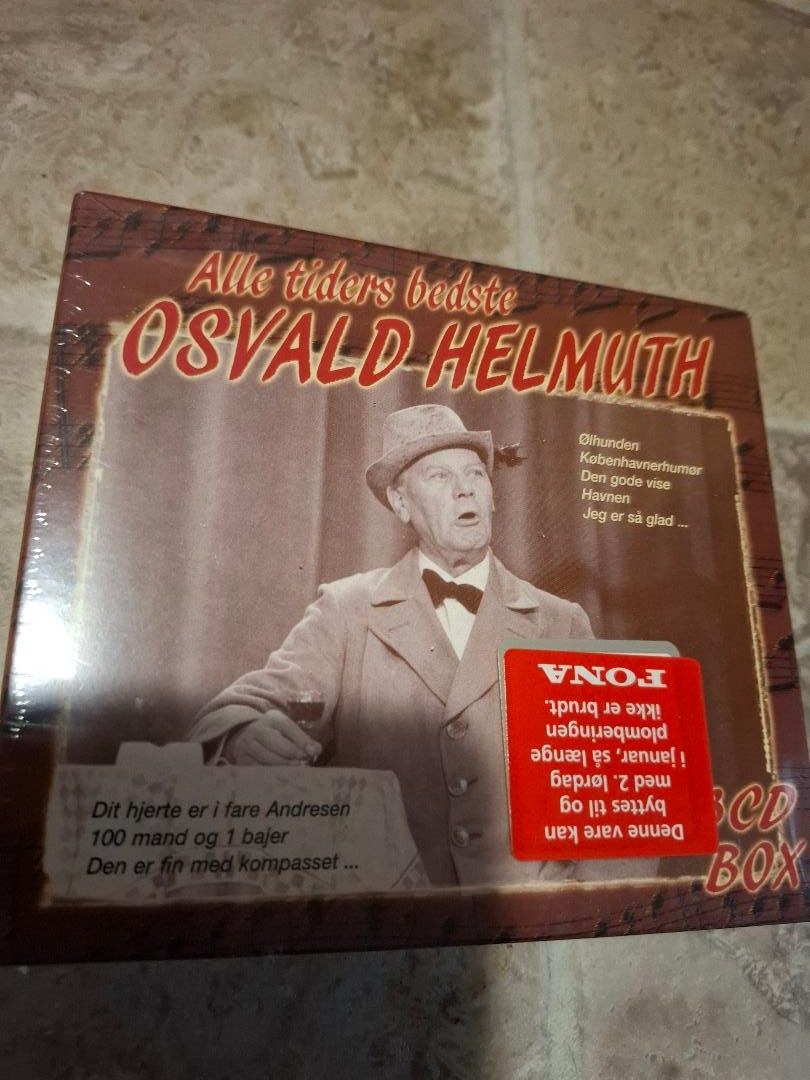 Alle tiders bedste
OSVALD HELMUTH
Ølhunden
Københavnerhumør
Den gode vise
Havnen
Jeg er så glad ...
Dit hjerte er i fare Andresen
100 mand og 1 bajer
Den er fin med kompasset ...
Denne vare kan
byttes til og
med 2. lørdag
i januar, så længe
plomberingen
ikke er brudt.
FONA
3CD
BOX